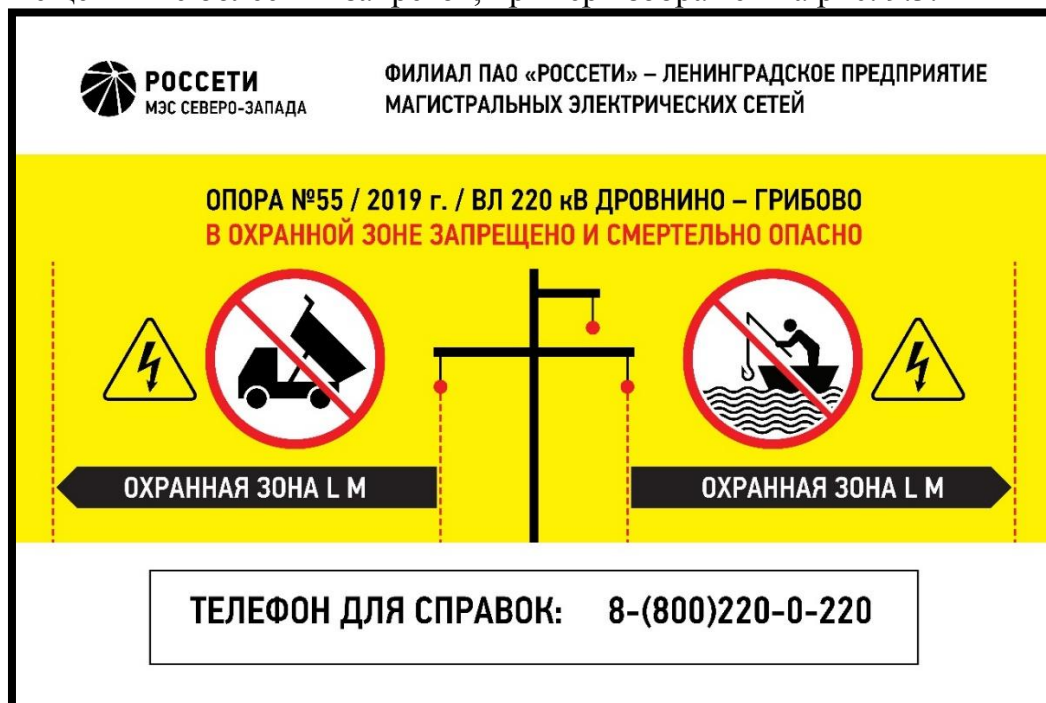 РОССЕТИ
МЭС СЕВЕРО-ЗАПАДА
ФИЛИАЛ ПАО «РОССЕТИ» – ЛЕНИНГРАДСКОЕ ПРЕДПРИЯТИЕ
МАГИСТРАЛЬНЫХ ЭЛЕКТРИЧЕСКИХ СЕТЕЙ
ОПОРА №55 / 2019 г. / ВЛ 220 кВ ДРОВНИНО – ГРИБОВО
В ОХРАННОЙ ЗОНЕ ЗАПРЕЩЕНО И СМЕРТЕЛЬНО ОПАСНО
ОХРАННАЯ ЗОНА L М
ОХРАННАЯ ЗОНА L М
ТЕЛЕФОН ДЛЯ СПРАВОК: 8-(800)220-0-220